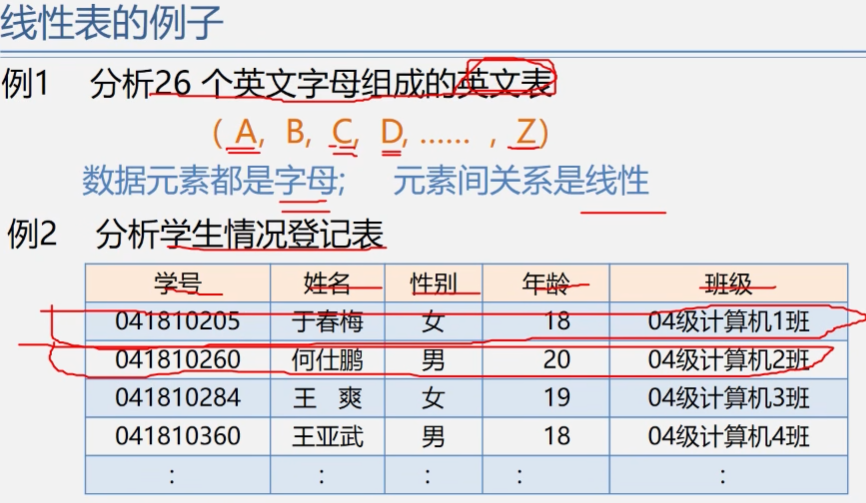 线性表的例子
例1 分析26 个英文字母组成的英文表
( A, B, C, D, …… , Z)
数据元素都是字母; 元素间关系是线性
例2 分析学生情况登记表
学号 姓名 性别 年龄 班级
041810205 于春梅 女 18 04级计算机1班
041810260 何仕鹏 男 20 04级计算机2班
041810284 王 爽 女 19 04级计算机3班
041810360 王亚武 男 18 04级计算机4班
: : : : :